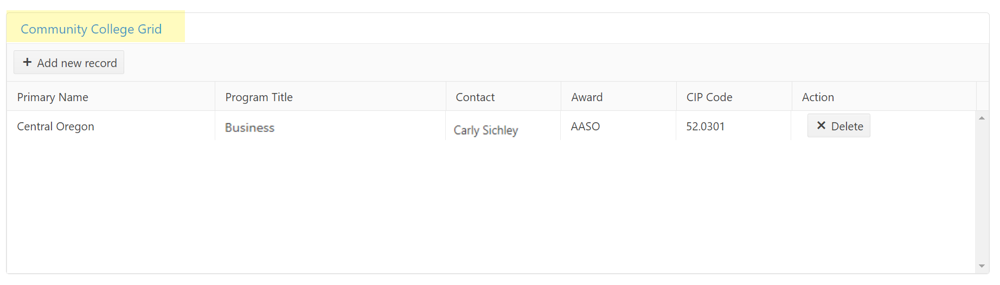 Community College Grid
+ Add new record
Primary Name Program Title Contact Award CIP Code Action
Central Oregon Business Carly Sichley AASO 52.0301 × Delete